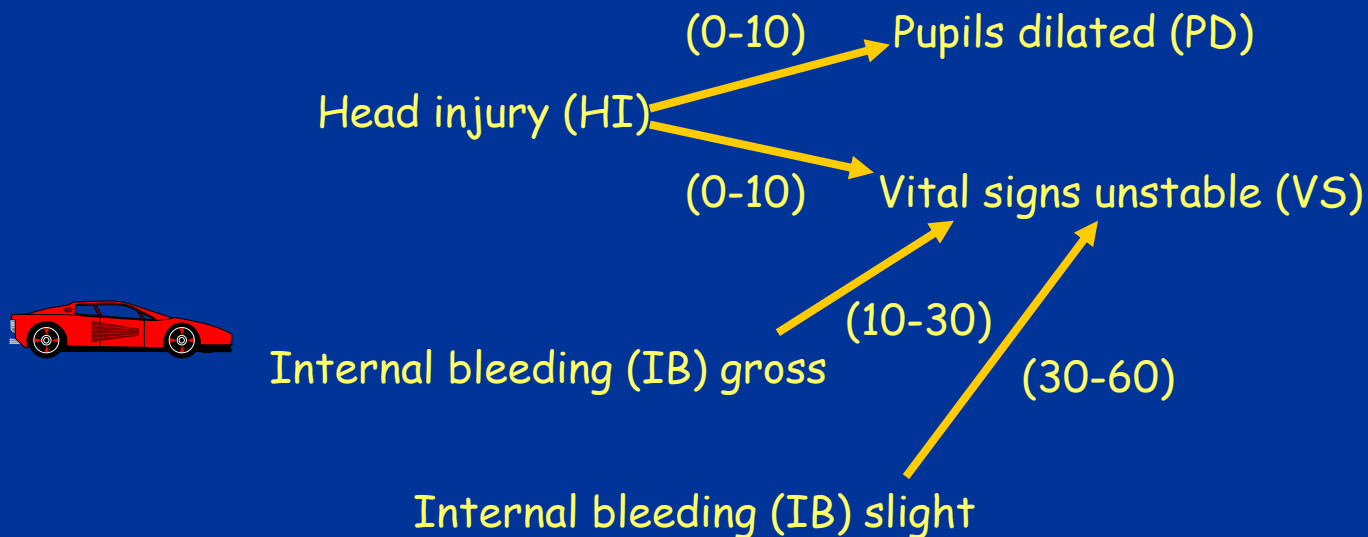 (0-10) Pupils dilated (PD)
Head injury (HI)
(0-10) Vital signs unstable (VS)
(10-30)
Internal bleeding (IB) gross
(30-60)
Internal bleeding (IB) slight